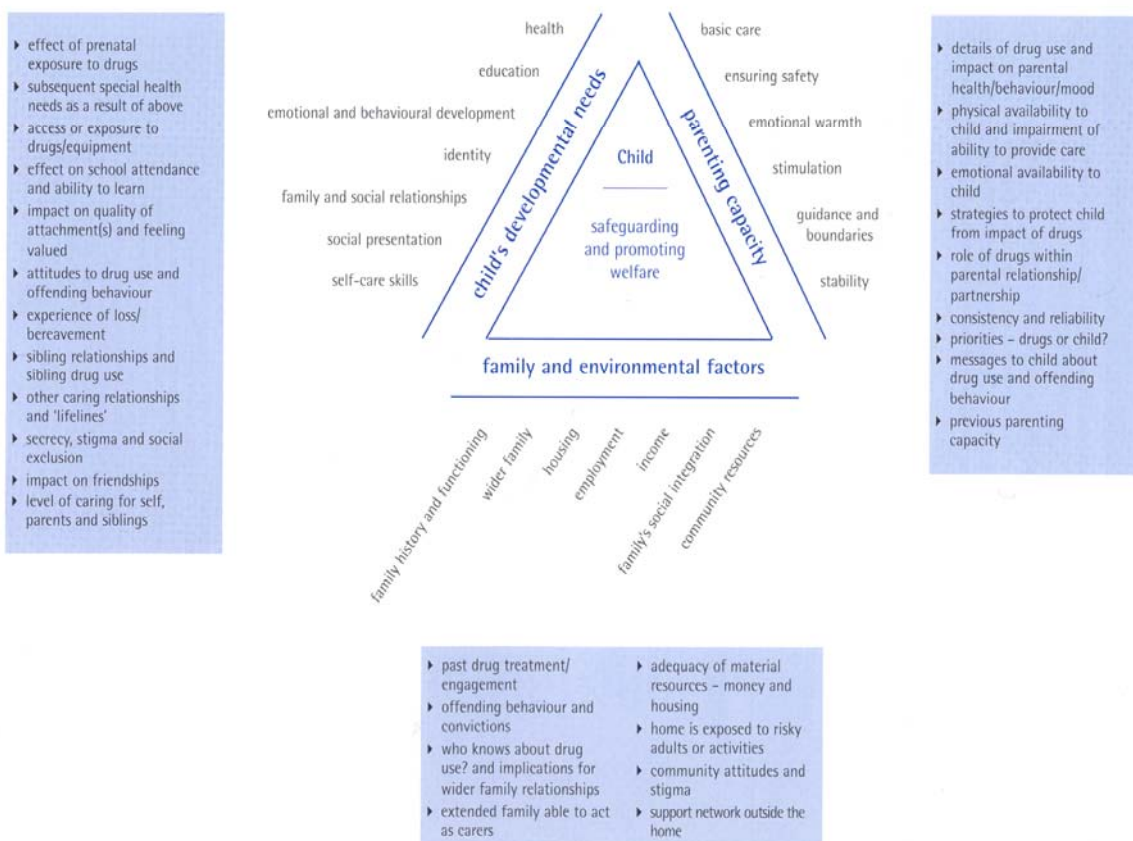 effect of prenatal
exposure to drugs
subsequent special health
needs as a result of above
access or exposure to
drugs/equipment
effect on school attendance
and ability to learn
impact on quality of
attachment(s) and feeling
valued
attitudes to drug use and
offending behaviour
experience of loss/
bereavement
sibling relationships and
sibling drug use
other caring relationships
and 'lifelines'
secrecy, stigma and social
exclusion
impact on friendships
level of caring for self,
parents and siblings
health
education
emotional and behavioural development
identity
family and social relationships
social presentation
self-care skills
child's developmental needs
Child
safeguarding
and promoting
welfare
parenting capacity
basic care
ensuring safety
emotional warmth
stimulation
guidance and
boundaries
stability
family and environmental factors
family history and functioning
wider family
housing
employment
income
family's social integration
community resources
details of drug use and
impact on parental
health/behaviour/mood
physical availability to
child and impairment of
ability to provide care
emotional availability to
child
strategies to protect child
from impact of drugs
role of drugs within
parental relationship/
partnership
consistency and reliability
priorities – drugs or child?
messages to child about
drug use and offending
behaviour
previous parenting
capacity
past drug treatment/
engagement
offending behaviour and
convictions
who knows about drug
use? and implications for
wider family relationships
extended family able to act
as carers
adequacy of material
resources – money and
housing
home is exposed to risky
adults or activities
community attitudes and
stigma
support network outside the
home